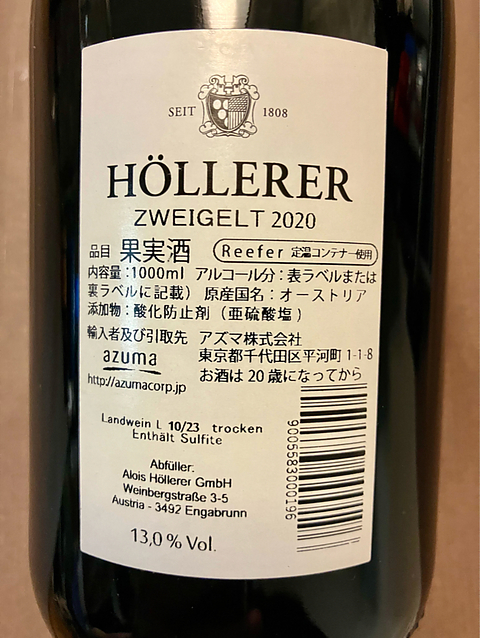 SEIT 1808
HÖLLERER
ZWEIGELT 2020
品目 果実酒 Reefer 定温コンテナー使用
内容量:1000ml アルコール分:表ラベルまたは
裏ラベルに記載) 原産国名:オーストリア
添加物:酸化防止剤(亜硫酸塩)
輸入者及び引取先 アズマ株式会社
azuma 東京都千代田区平河町 1-1-8
http://azumacorp.jp お酒は20歳になってから
Landwein L 10/23 trocken
Enthält Sulfite
Abfüller:
Alois Höllerer GmbH
Weinbergstraße 3-5
Austria - 3492 Engabrunn
13,0 % Vol.
9005583000196